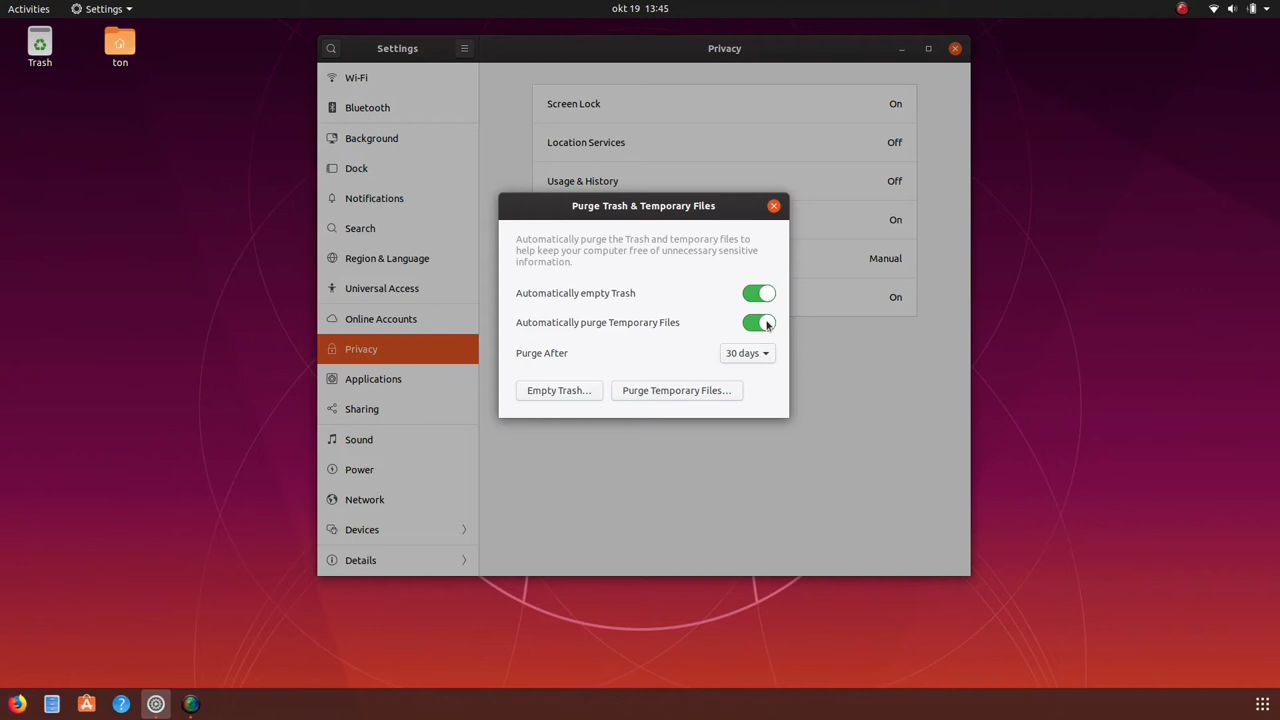 Activities
Settings
okt 19 13:45
Trash
ton
Settings
Privacy
Wi-Fi
Bluetooth
Background
Dock
Notifications
Search
Region & Language
Universal Access
Online Accounts
Privacy
Applications
Sharing
Sound
Power
Network
Devices
Details
Screen Lock On
Location Services Off
Usage & History Off
On
Manual
On
Purge Trash & Temporary Files
Automatically purge the Trash and temporary files to
help keep your computer free of unnecessary sensitive
information.
Automatically empty Trash
Automatically purge Temporary Files
Purge After 30 days
Empty Trash… Purge Temporary Files…